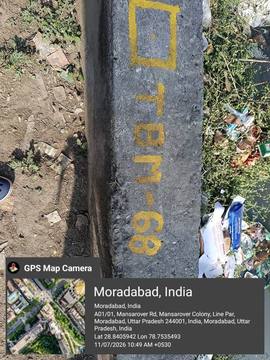 TBM-68
GPS Map Camera
Moradabad, India
Moradabad, India
A01/01, Mansarover Rd, Mansarover Colony, Line Par,
Moradabad, Uttar Pradesh 244001, India, Moradabad, Uttar
Pradesh, India
Lat 28.8405942 Lon 78.7535493
11/07/2026 10:49 AM +0530